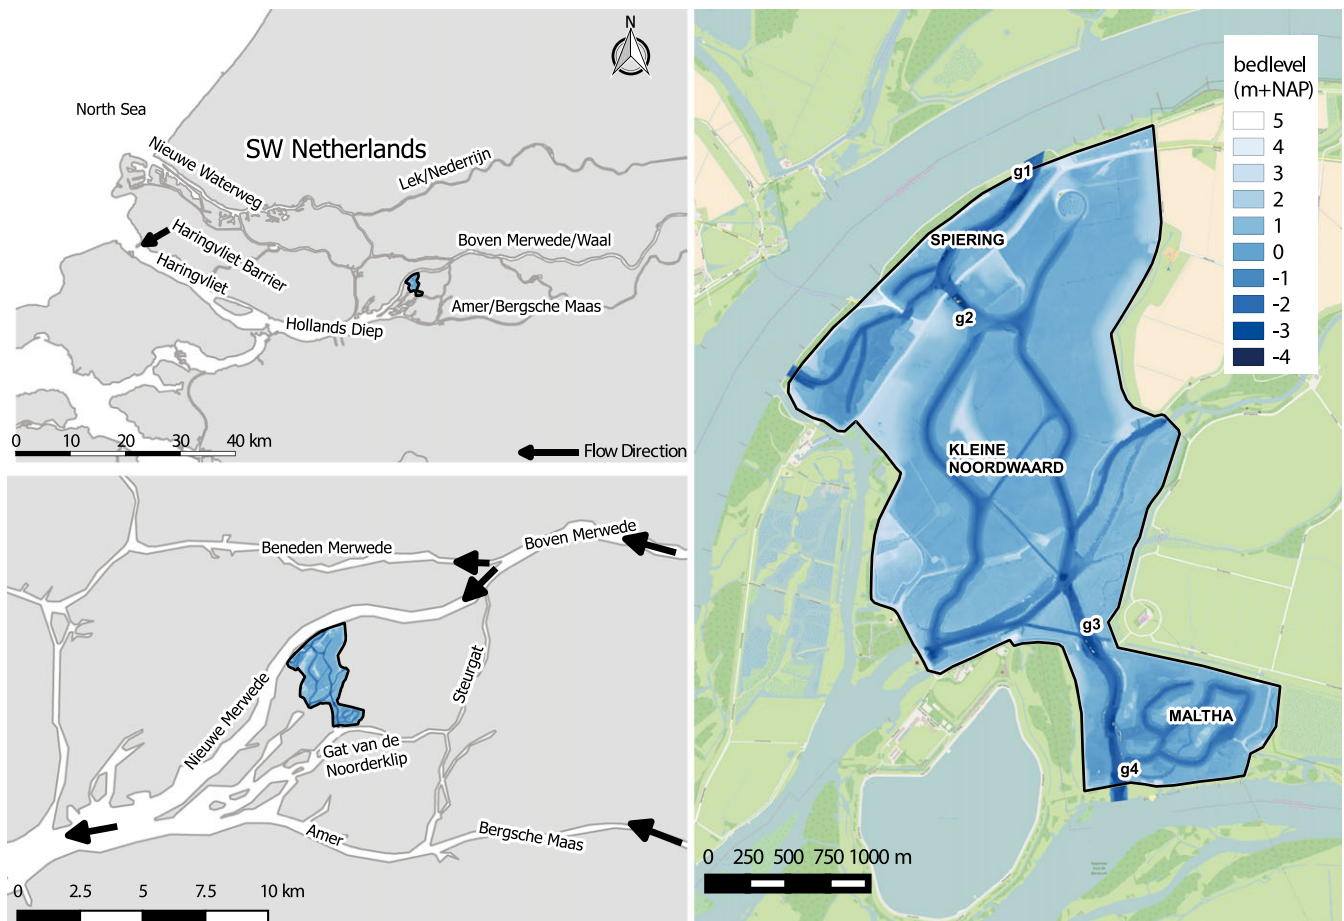 N
North Sea
SW Netherlands
Nieuwe Waterweg
Lek/Nederrijn
Haringvliet Barrier
Haringvliet
Boven Merwede/Waal
Amer/Bergsche Maas
Hollands Diep
0 10 20 30 40 km
Flow Direction
Beneden Merwede
Boven Merwede
Steurgat
Nieuwe Merwede
Gat van de
Noorderklip
Amer
Bergsche Maas
0 2.5 5 7.5 10 km
bedlevel
(m+NAP)
5
4
3
2
1
0
-1
-2
-3
-4
g1
SPIERING
g2
KLEINE
NOORDWAARD
g3
MALTHA
g4
0 250 500 750 1000 m